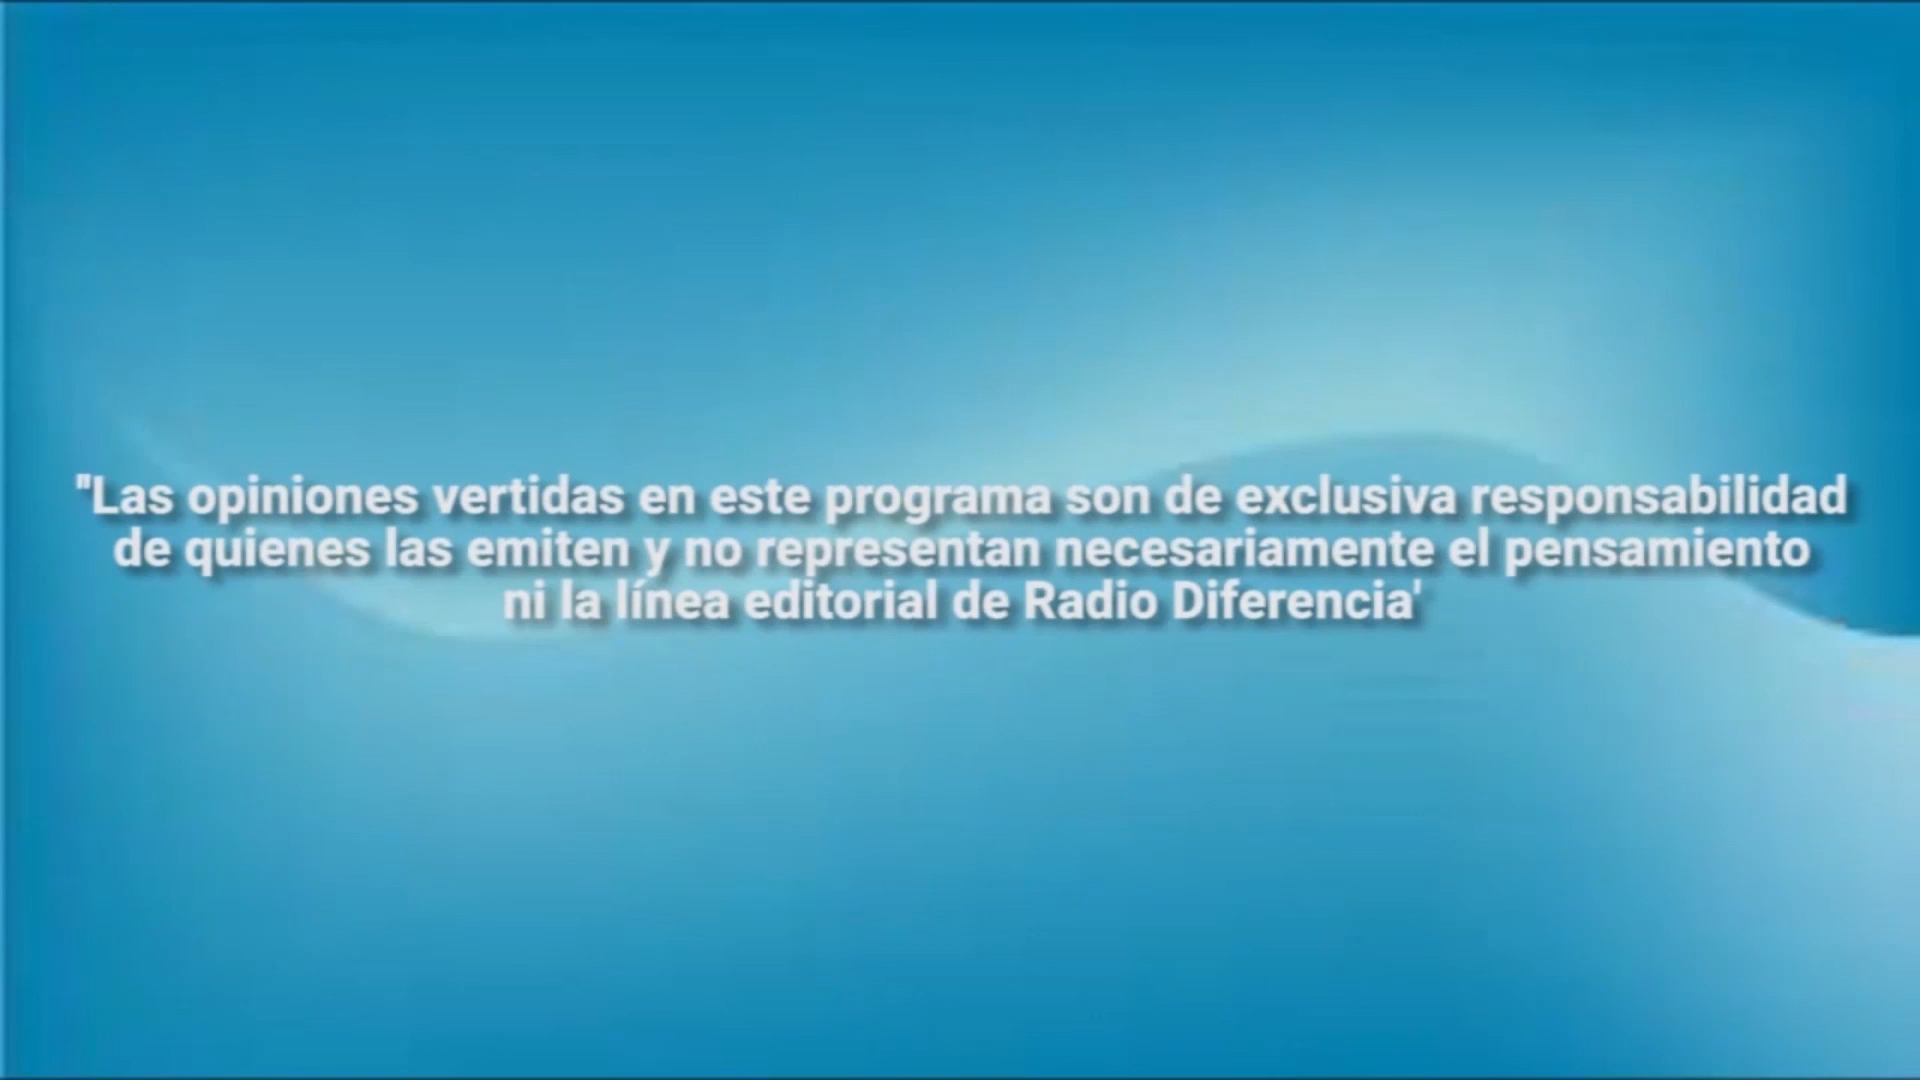 "Las opiniones vertidas en este programa son de exclusiva responsabilidad
de quienes las emiten y no representan necesariamente el pensamiento
ni la línea editorial de Radio Diferencia'